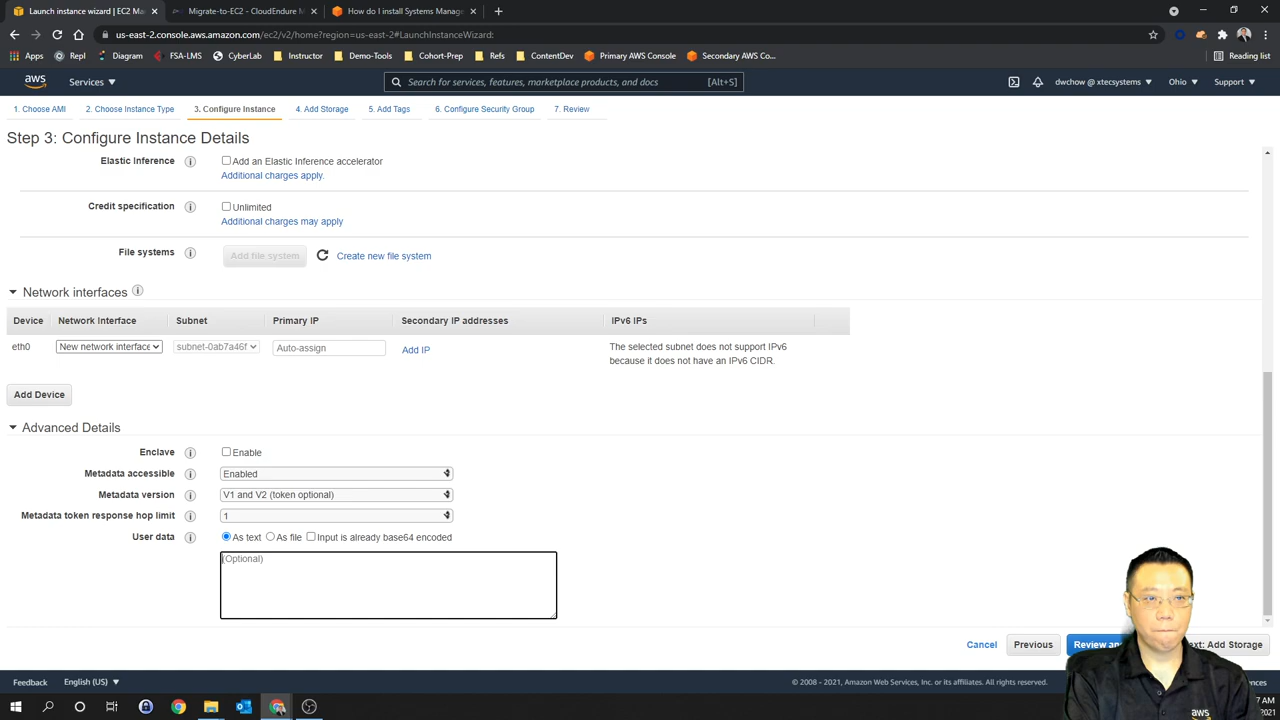 Launch instance wizard | EC2 Man
Migrate-to-EC2 - CloudEndure M
How do I install Systems Manage
us-east-2.console.aws.amazon.com/ec2/v2/home?region=us-east-2#LaunchInstanceWizard:
Apps
Repl
Diagram
FSA-LMS
CyberLab
Instructor
Demo-Tools
Cohort-Prep
Refs
ContentDev
Primary AWS Console
Secondary AWS Co...
Reading list
aws
Services
Search for services, features, marketplace products, and docs
[Alt+S]
dwchow @ xtecsystems
Ohio
Support
1. Choose AMI
2. Choose Instance Type
3. Configure Instance
4. Add Storage
5. Add Tags
6. Configure Security Group
7. Review
Step 3: Configure Instance Details
Elastic Inference
Add an Elastic Inference accelerator
Additional charges apply.
Credit specification
Unlimited
Additional charges may apply
File systems
Add file system
Create new file system
Network interfaces
Device
Network Interface
Subnet
Primary IP
Secondary IP addresses
IPv6 IPs
eth0
New network interface
subnet-0ab7a46f
Auto-assign
Add IP
The selected subnet does not support IPv6
because it does not have an IPv6 CIDR.
Add Device
Advanced Details
Enclave
Enable
Metadata accessible
Enabled
Metadata version
V1 and V2 (token optional)
Metadata token response hop limit
1
User data
As text
As file
Input is already base64 encoded
(Optional)
Cancel
Previous
Review an
ext: Add Storage
Feedback
English (US)
© 2008 - 2021, Amazon Web Services, Inc. or its affiliates. All rights reserved.
7 AM
2021
aws